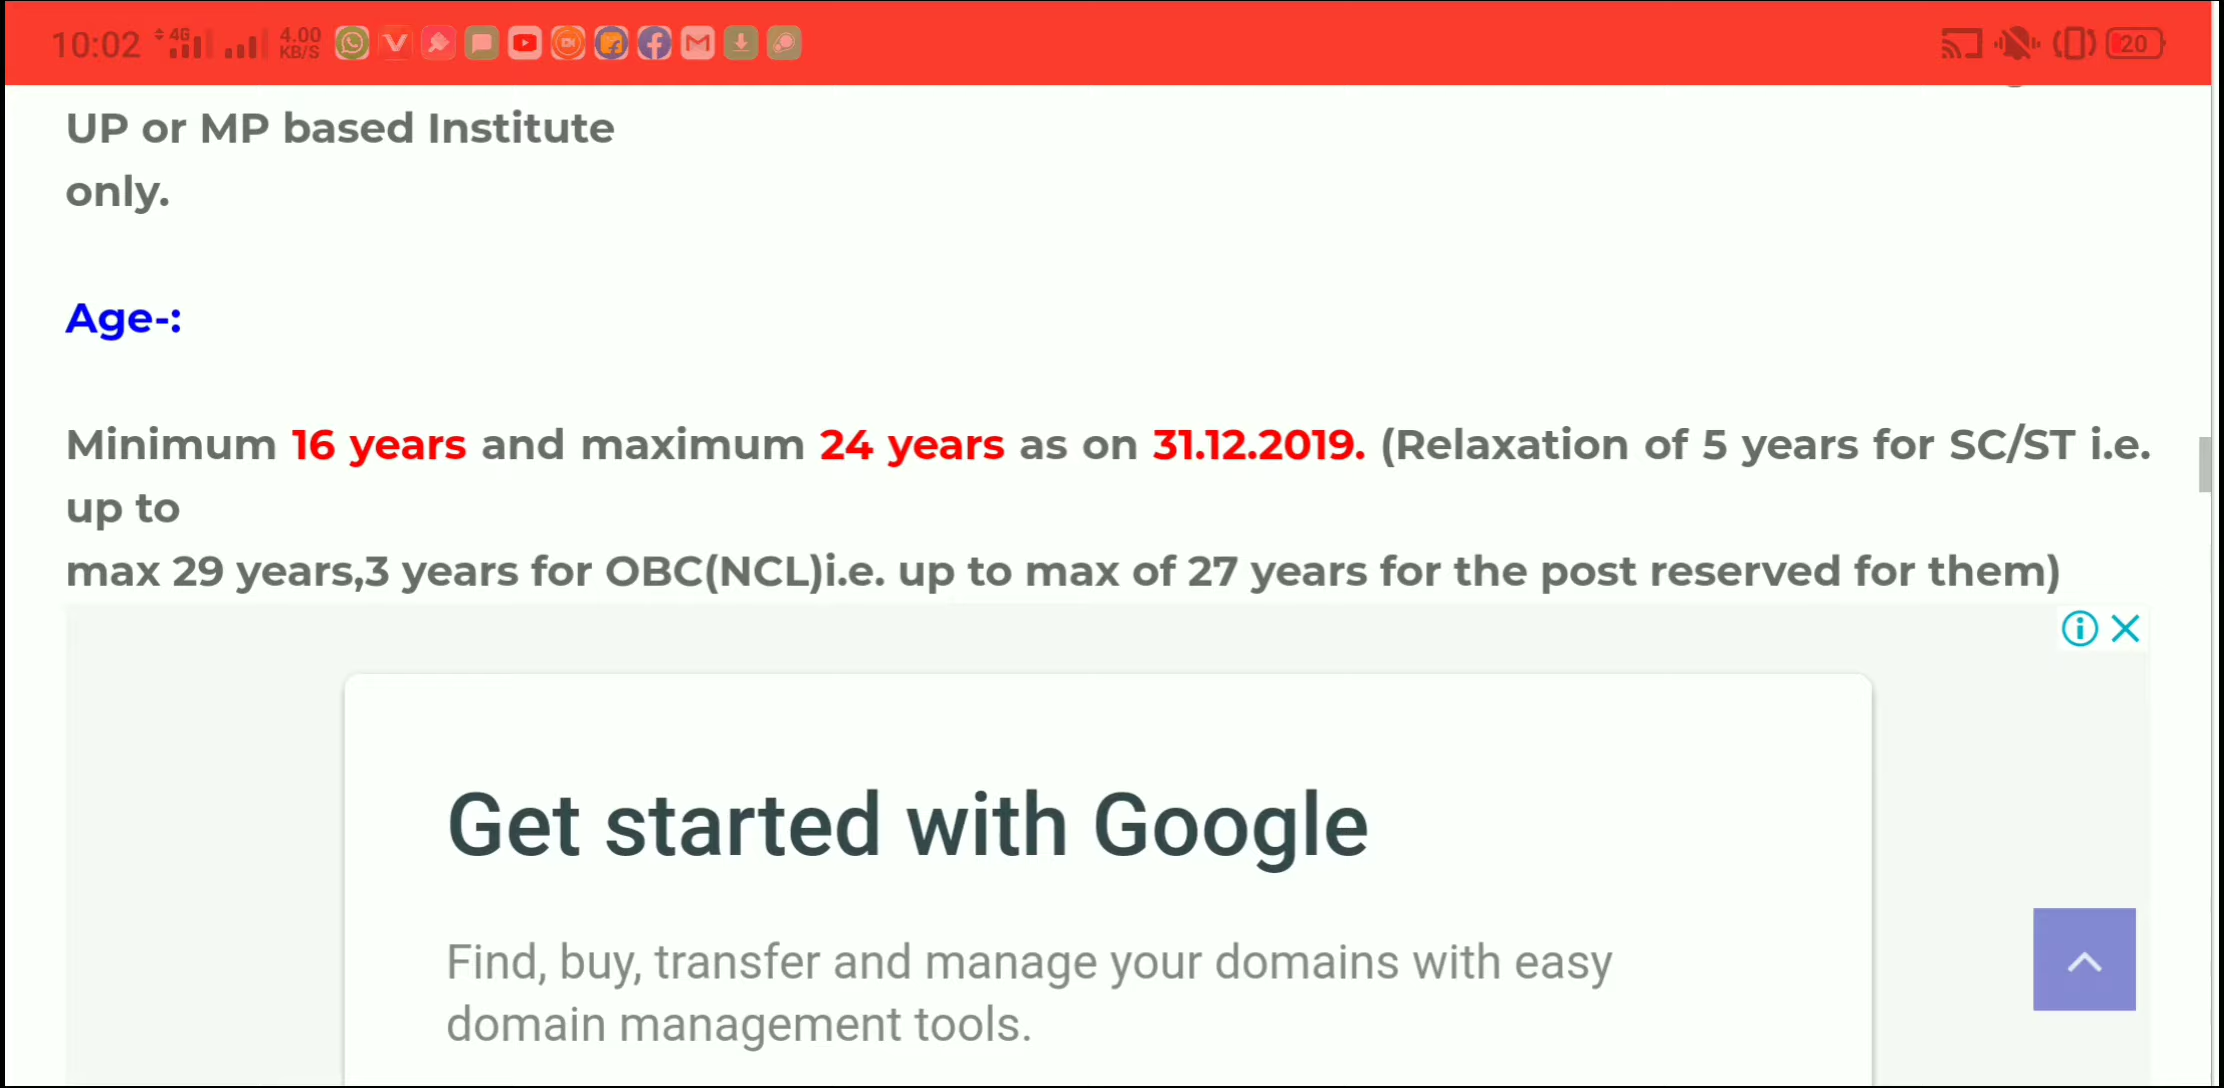 10:02 4G 4.00 KB/S 20
UP or MP based Institute
only.
Age-:
Minimum 16 years and maximum 24 years as on 31.12.2019. (Relaxation of 5 years for SC/ST i.e.
up to
max 29 years,3 years for OBC(NCL)i.e. up to max of 27 years for the post reserved for them)
Get started with Google
Find, buy, transfer and manage your domains with easy
domain management tools.